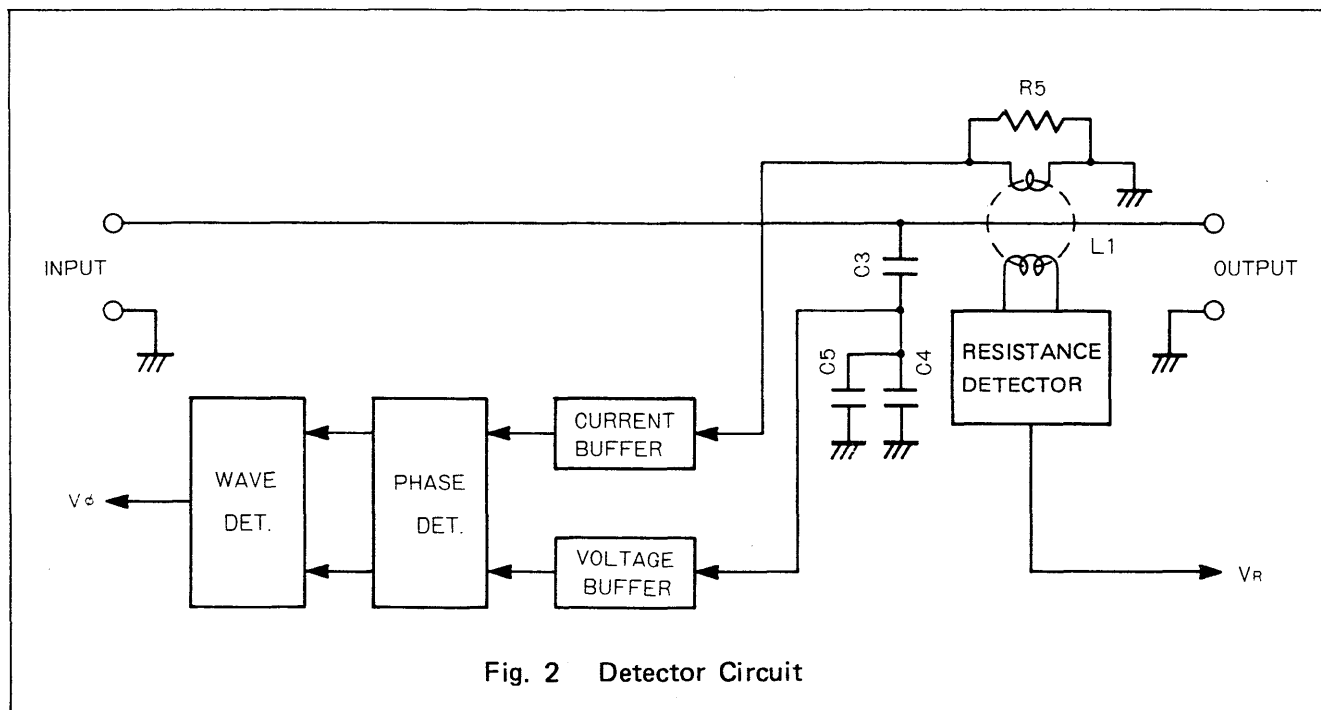 R5
INPUT
C3
L1
OUTPUT
C5
C4
RESISTANCE
DETECTOR
WAVE
DET.
PHASE
DET.
CURRENT
BUFFER
VOLTAGE
BUFFER
Vϕ
VR
Fig. 2 Detector Circuit